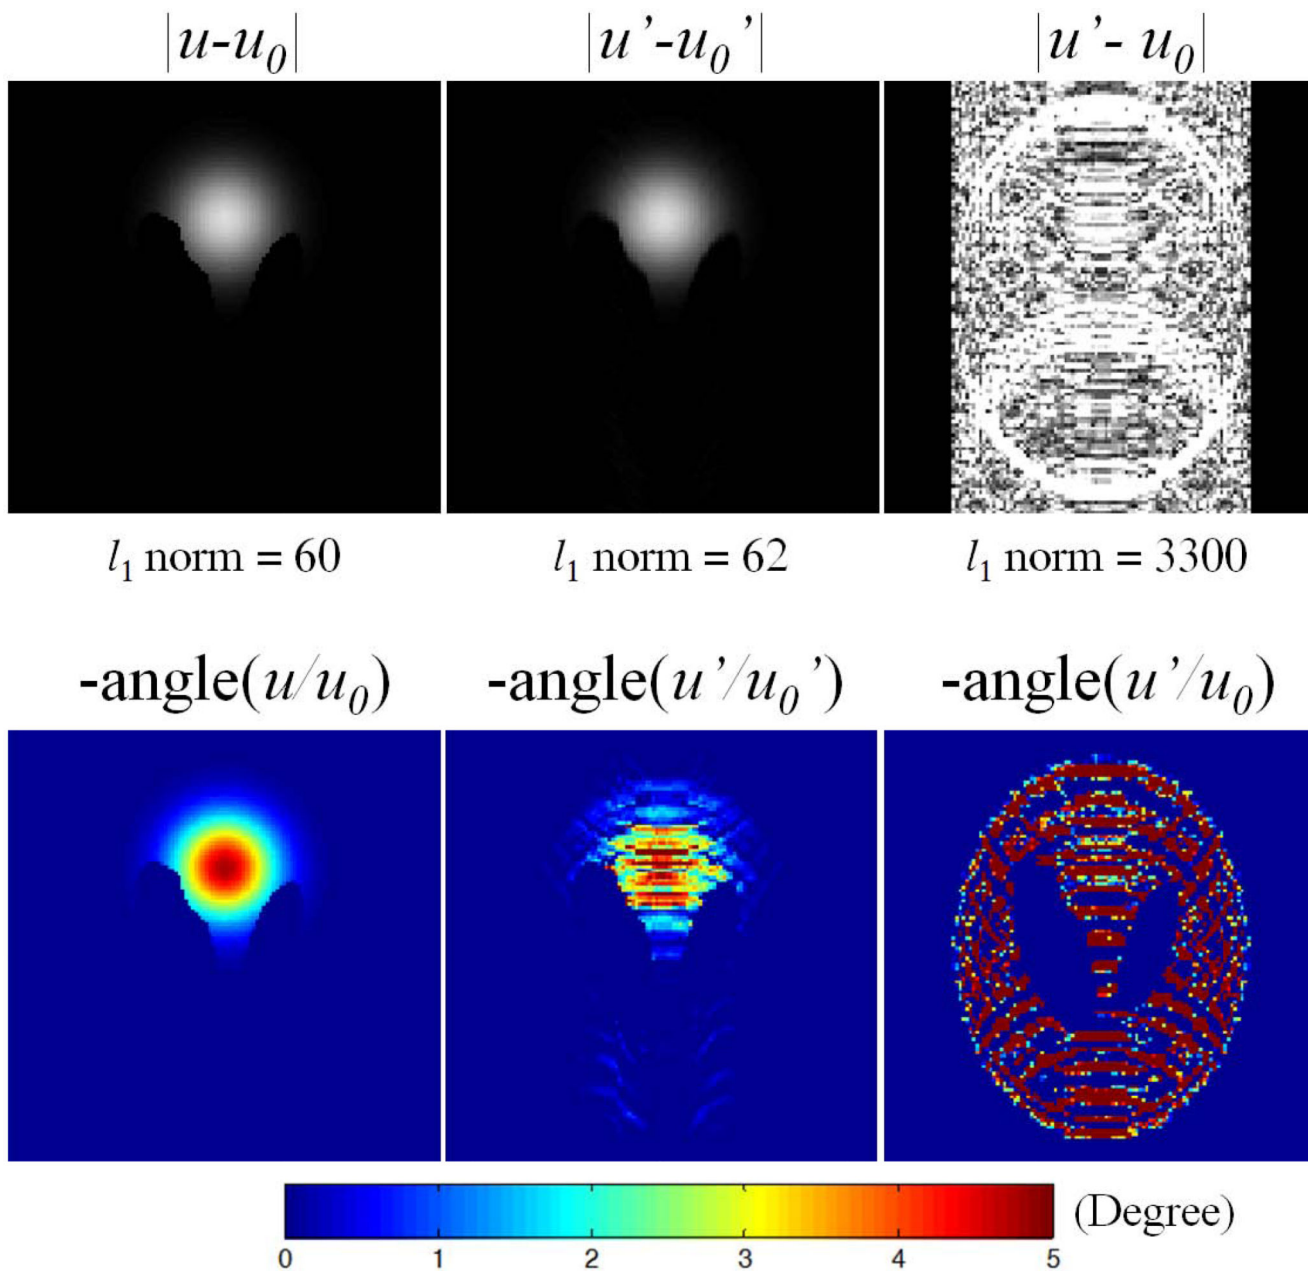 |u-u₀| |u’-u₀’| |u’- u₀|
l₁ norm = 60 l₁ norm = 62 l₁ norm = 3300
-angle(u/u₀) -angle(u’/u₀’) -angle(u’/u₀)
(Degree)
0 1 2 3 4 5